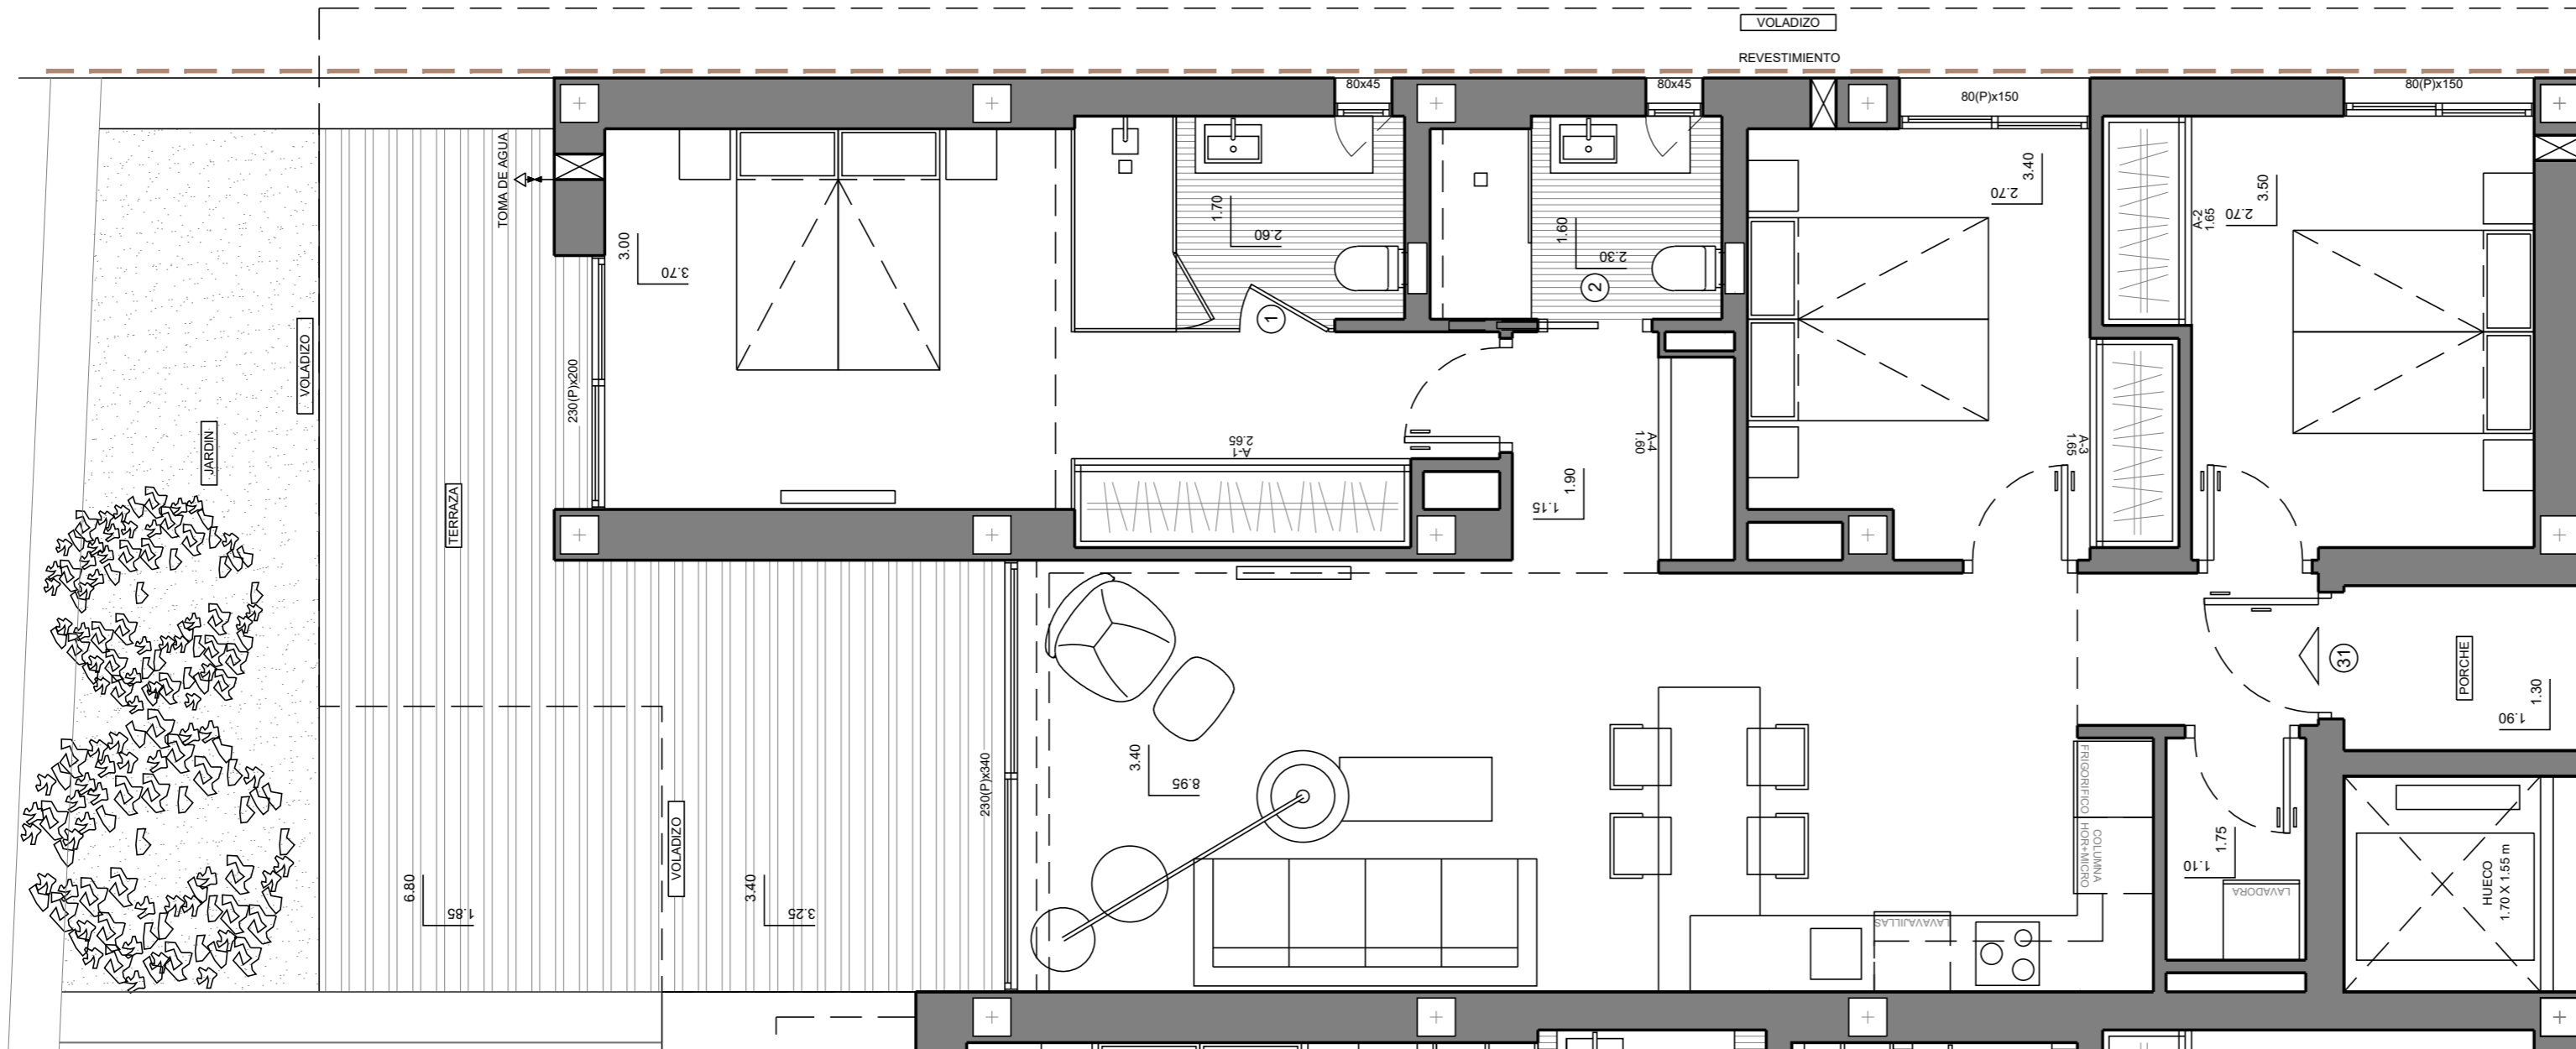 VOLADIZO
REVESTIMIENTO
80x45
80x45
80(P)x150
80(P)x150
TOMA DE AGUA
3.00
3.70
1.70
2.60
1.60
2.30
3.40
2.70
A-2
1.65
3.50
2.70
1
2
VOLADIZO
JARDIN
TERRAZA
230(P)x200
A-1
2.65
A-4
1.60
A-3
1.65
1.90
1.15
31
PORCHE
1.30
1.90
230(P)x340
3.40
8.95
VOLADIZO
6.80
1.85
3.40
3.25
FRIGORIFICO
COLUMNA
HOR+MICRO
LAVAVAJILLAS
1.75
1.10
LAVADORA
HUECO
1.70 X 1.55 m